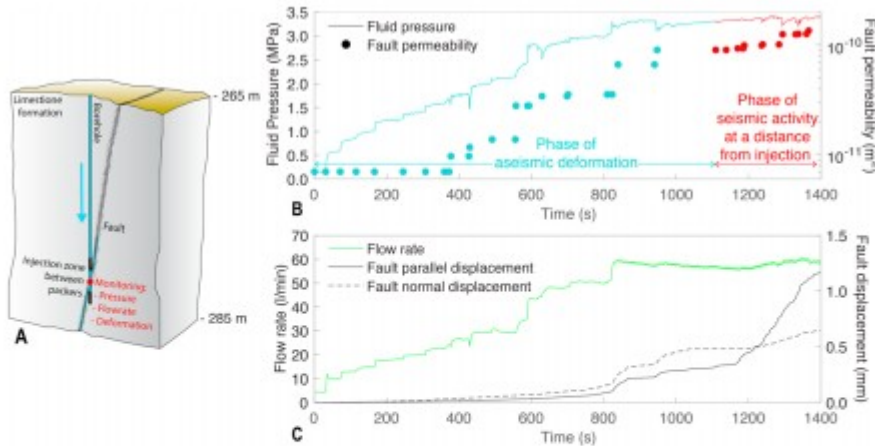 Limestone
formation
Borehole
- 265 m
Fault
Injection zone
between
packers
Monitoring:
- Pressure
- Flowrate
- Deformation
- 285 m
A
3.5
3.0
2.5
2.0
1.5
1.0
0.5
0.0
Fluid Pressure (MPa)
Fluid pressure
Fault permeability
Phase of
aseismic deformation
Phase of
seismic activity
at a distance
from injection
10⁻¹⁰
10⁻¹¹
Fault permeability
B
0 200 400 600 800 1000 1200 1400
Time (s)
70
60
50
40
30
20
10
0
Flow rate (l/min)
Flow rate
Fault parallel displacement
Fault normal displacement
1.5
1.0
0.5
0.0
Fault displacement (mm)
C
0 200 400 600 800 1000 1200 1400
Time (s)